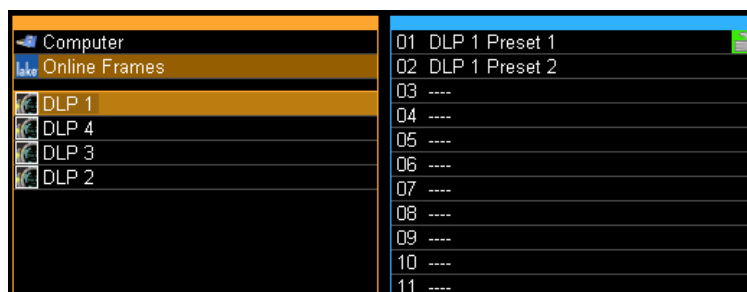 Computer
lake Online Frames
DLP 1
DLP 4
DLP 3
DLP 2
01 DLP 1 Preset 1
02 DLP 1 Preset 2
03 ----
04 ----
05 ----
06 ----
07 ----
08 ----
09 ----
10 ----
11 ----